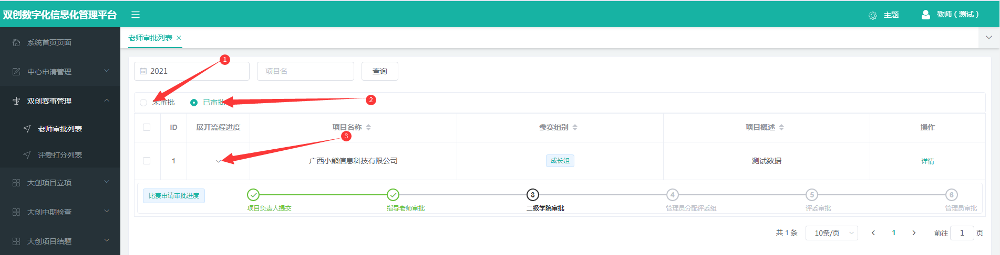 双创数字化信息化管理平台
主题
教师（测试）
系统首页页面
中心申请管理
双创赛事管理
老师审批列表
评委打分列表
大创项目立项
大创中期检查
大创项目结题
老师审批列表
1
2021
项目名
查询
未审批
已审批
2
ID
展开流程进度
项目名称
参赛组别
项目概述
操作
3
1
广西小熊信息科技有限公司
成长组
测试数据
详情
比赛申请审批进度
项目负责人提交
指导老师审批
3
二级学院审批
4
管理员分配评委组
5
评委审批
6
管理员审批
共 1 条
10条/页
1
前往 1 页